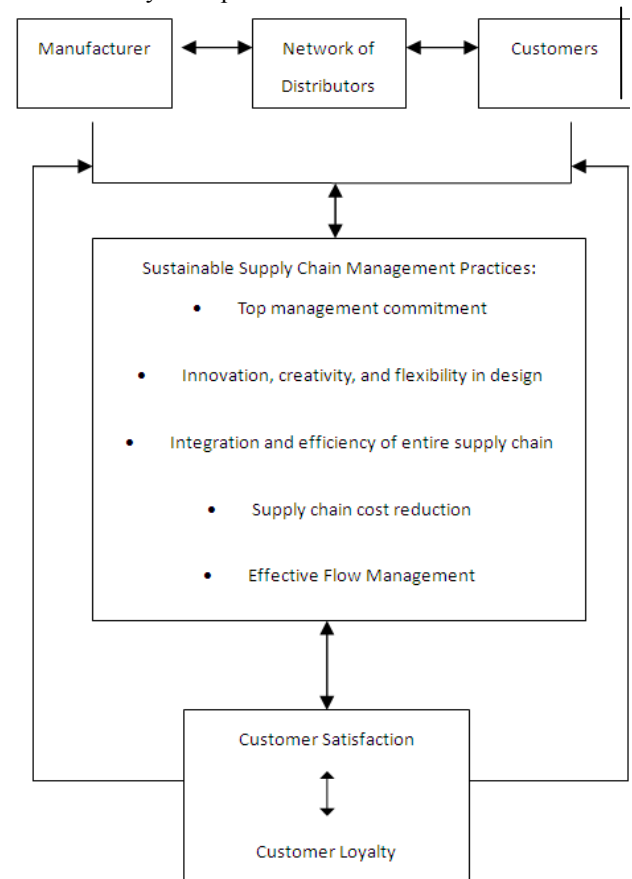 Manufacturer
Network of
Distributors
Customers
Sustainable Supply Chain Management Practices:
• Top management commitment
• Innovation, creativity, and flexibility in design
• Integration and efficiency of entire supply chain
• Supply chain cost reduction
• Effective Flow Management
Customer Satisfaction
Customer Loyalty